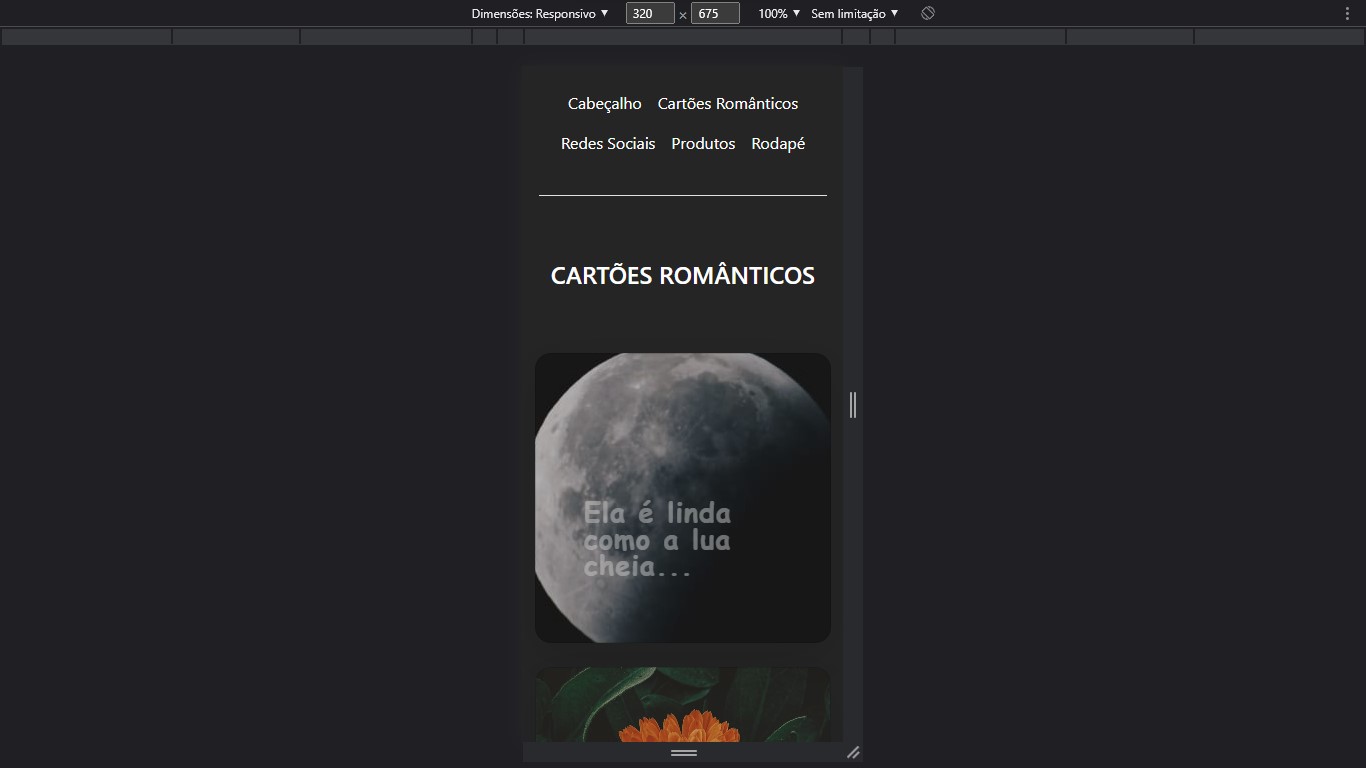 Dimensões: Responsivo ▼ 320 × 675 100% ▼ Sem limitação ▼
Cabeçalho Cartões Românticos
Redes Sociais Produtos Rodapé
CARTÕES ROMÂNTICOS
Ela é linda
como a lua
cheia...